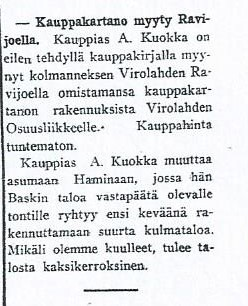 — Kauppakartano myyty Ravi-
joella. Kauppias A. Kuokka on
eilen tehdyllä kauppakirjalla myy-
nyt kolmanneksen Virolahden Ra-
vijoella omistamansa kauppakar-
tanon rakennuksista Virolahden
Osuusliikkeelle. Kauppahinta
tuntematon.
Kauppias A. Kuokka muuttaa
asumaan Haminaan, jossa hän
Baskin taloa vastapäätä olevalle
tontille ryhtyy ensi keväänä ra-
kennuttamaan suurta kulmataloa.
Mikäli olemme kuulleet, tulee ta-
losta kaksikerroksinen.